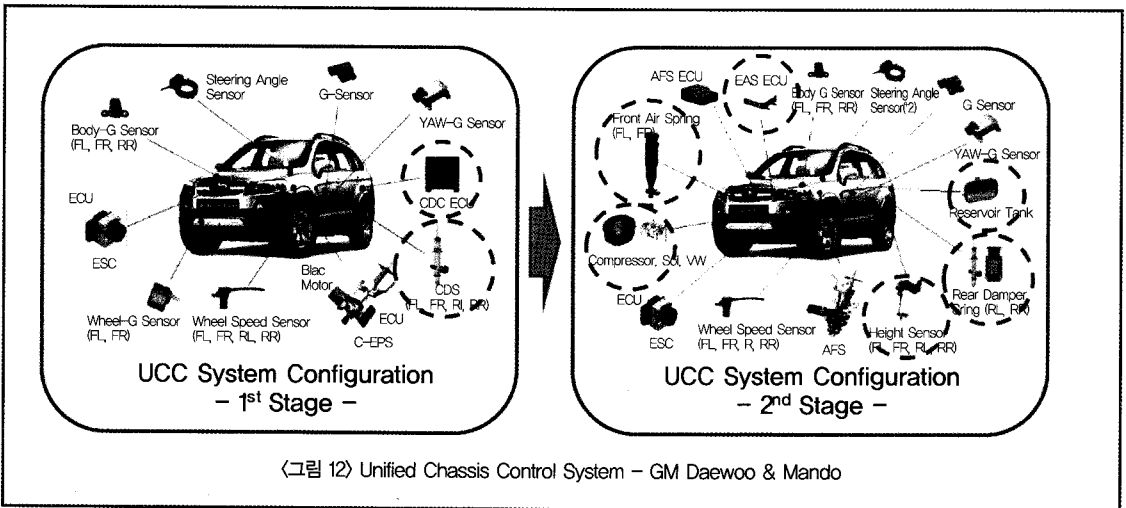 Steering Angle
Sensor
G-Sensor
YAW-G Sensor
Body-G Sensor
(FL, FR, RR)
ECU
CDC ECU
ESC
Blac
Motor
CDS
(FL, FR, Rl, RR)
ECU
Wheel-G Sensor
(FL, FR)
Wheel Speed Sensor
(FL, FR, RL, RR)
C-EPS
UCC System Configuration
- 1st Stage -
AFS ECU
EAS ECU
Body G Sensor
(FL, FR, RR)
Steering Angle
Sensor(*2)
G Sensor
Front Air Spring
(FL, FR)
YAW-G Sensor
Reservoir Tank
Compressor, Sol, VW
ECU
Rear Damper
(RL, RR)
Wheel Speed Sensor
(FL, FR R, RR)
Height Sensor
(FL, FR, RL, RR)
ESC
AFS
UCC System Configuration
- 2nd Stage -
〈그림 12〉 Unified Chassis Control System - GM Daewoo & Mando